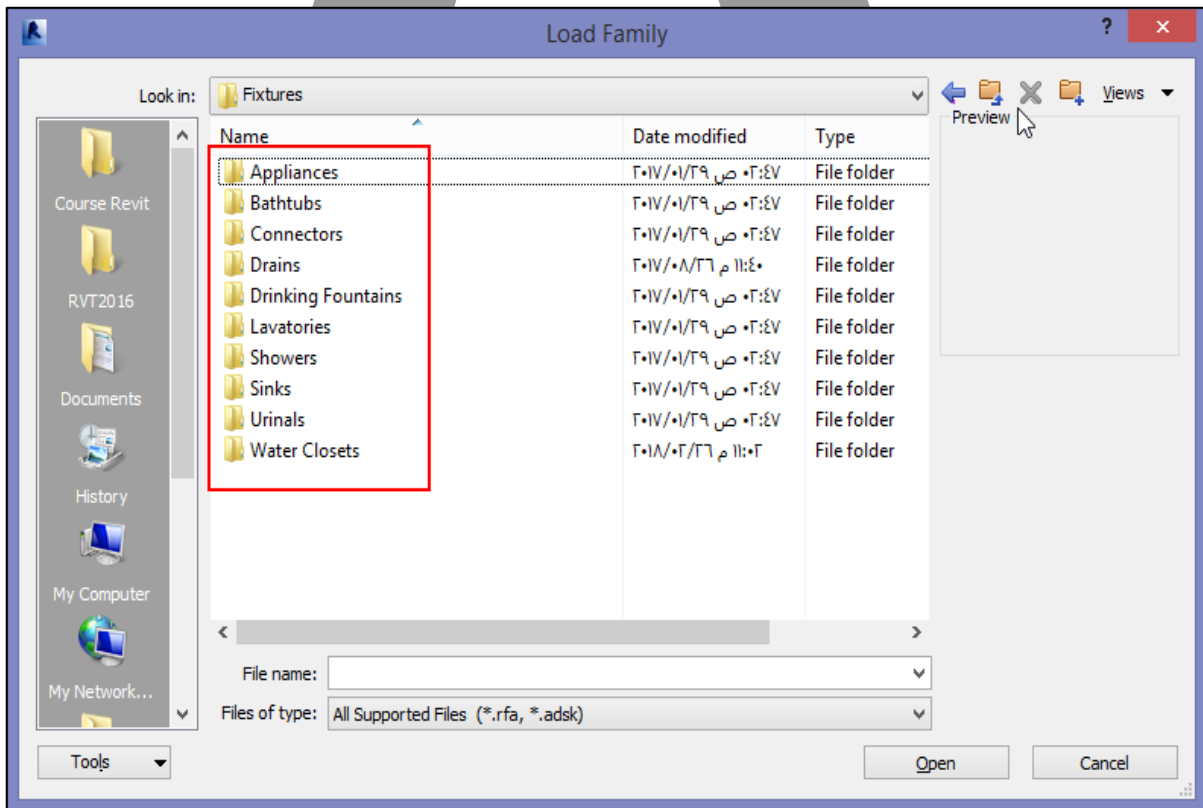 Load Family
?
Look in:
Fixtures
Views
Preview
Name Date modified Type
Appliances ٠٢:٤٧ ص ٢٠١٧/٠١/٢٩ File folder
Bathtubs ٠٢:٤٧ ص ٢٠١٧/٠١/٢٩ File folder
Connectors ٠٢:٤٧ ص ٢٠١٧/٠١/٢٩ File folder
Drains ١١:٤٠ م ٢٠١٧/٠٨/٢٦ File folder
Drinking Fountains ٠٢:٤٧ ص ٢٠١٧/٠١/٢٩ File folder
Lavatories ٠٢:٤٧ ص ٢٠١٧/٠١/٢٩ File folder
Showers ٠٢:٤٧ ص ٢٠١٧/٠١/٢٩ File folder
Sinks ٠٢:٤٧ ص ٢٠١٧/٠١/٢٩ File folder
Urinals ٠٢:٤٧ ص ٢٠١٧/٠١/٢٩ File folder
Water Closets ١١:٠٢ م ٢٠١٨/٠٢/٢٦ File folder
Course Revit
RVT2016
Documents
History
My Computer
My Network...
File name:
Files of type: All Supported Files (*.rfa, *.adsk)
Tools
Open
Cancel